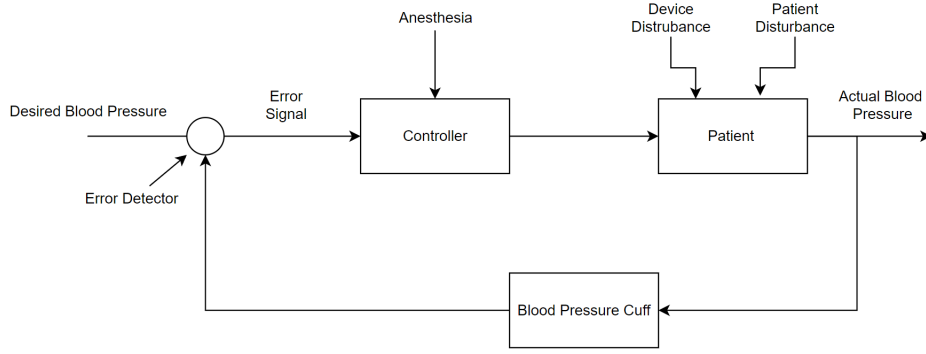 Anesthesia
Device
Distrubance
Patient
Disturbance
Desired Blood Pressure
Error
Signal
Controller
Patient
Actual Blood
Pressure
Error Detector
Blood Pressure Cuff